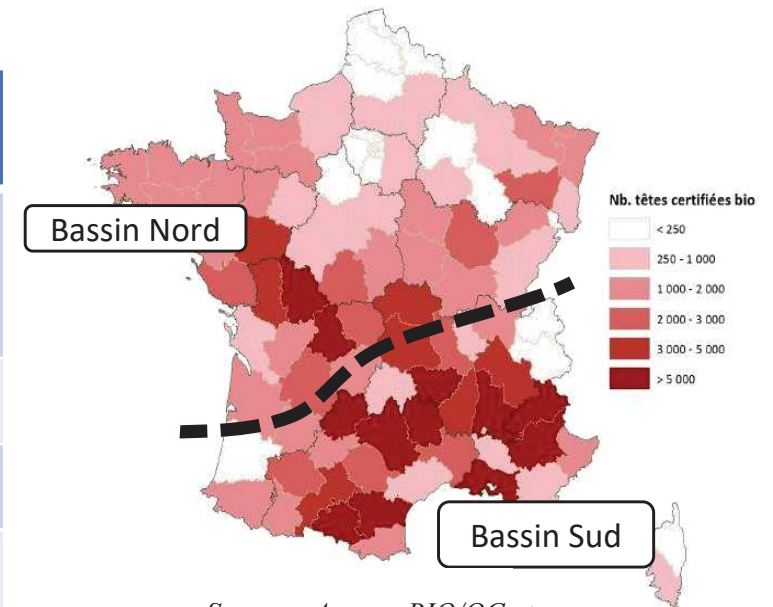 Bassin Nord
Nb. têtes certifiées bio
< 250
250 - 1 000
1 000 - 2 000
2 000 - 3 000
3 000 - 5 000
> 5 000
Bassin Sud